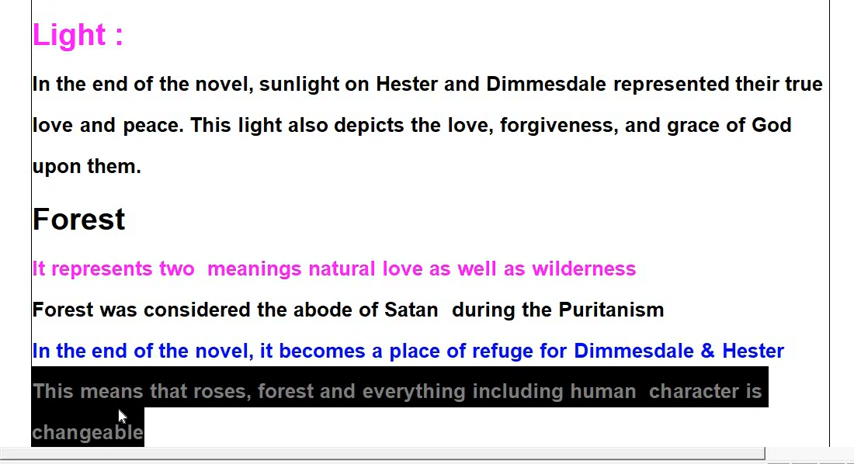 Light :
In the end of the novel, sunlight on Hester and Dimmesdale represented their true
love and peace. This light also depicts the love, forgiveness, and grace of God
upon them.
Forest
It represents two  meanings natural love as well as wilderness
Forest was considered the abode of Satan  during the Puritanism
In the end of the novel, it becomes a place of refuge for Dimmesdale & Hester
This means that roses, forest and everything including human  character is
changeable